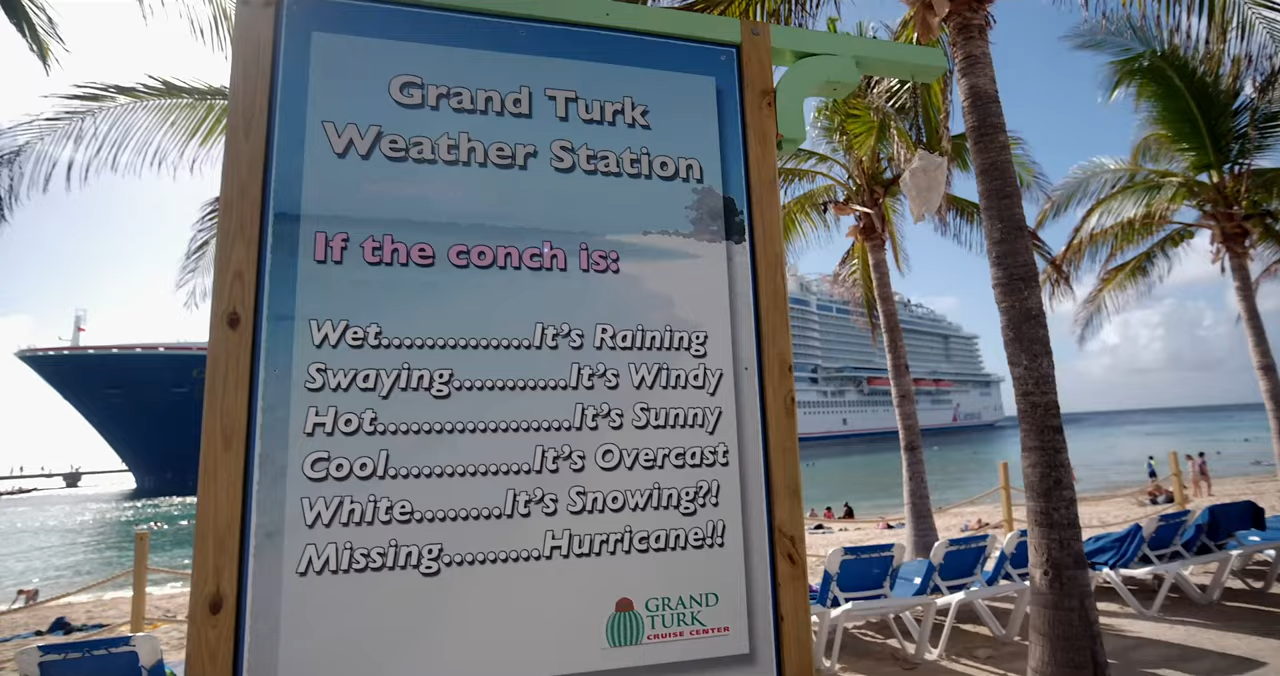 Grand Turk
Weather Station
If the conch is:
Wet..............It's Raining
Swaying...........It's Windy
Hot...................It's Sunny
Cool..............It's Overcast
White........It's Snowing?!
Missing..........Hurricane!!
GRAND
TURK
CRUISE CENTER
Carnival